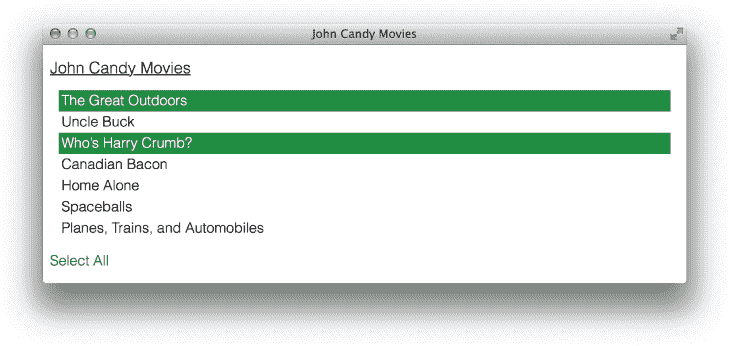 John Candy Movies
John Candy Movies
The Great Outdoors
Uncle Buck
Who's Harry Crumb?
Canadian Bacon
Home Alone
Spaceballs
Planes, Trains, and Automobiles
Select All